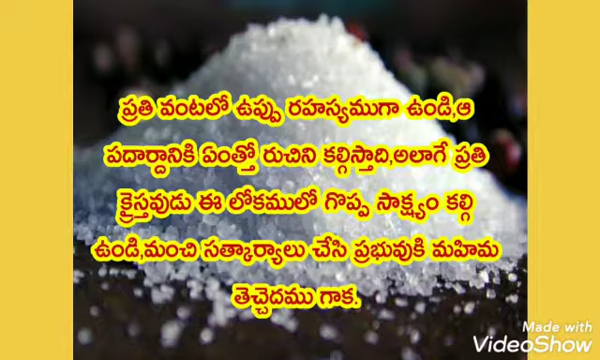 ప్రతి వంటలో ఉప్పు రహస్యముగా ఉండి,ఆ
పదార్దానికి ఏంత్తో రుచిని కల్గిస్తాది,అలాగే ప్రతి
క్రైస్తవుడు ఈ లోకములో గొప్ప సాక్ష్యం కల్గి
ఉండి,మంచి సత్కార్యాలు చేసి ప్రభువుకి మహిమ
తెచ్చెదము గాక.
Made with
VideoShow